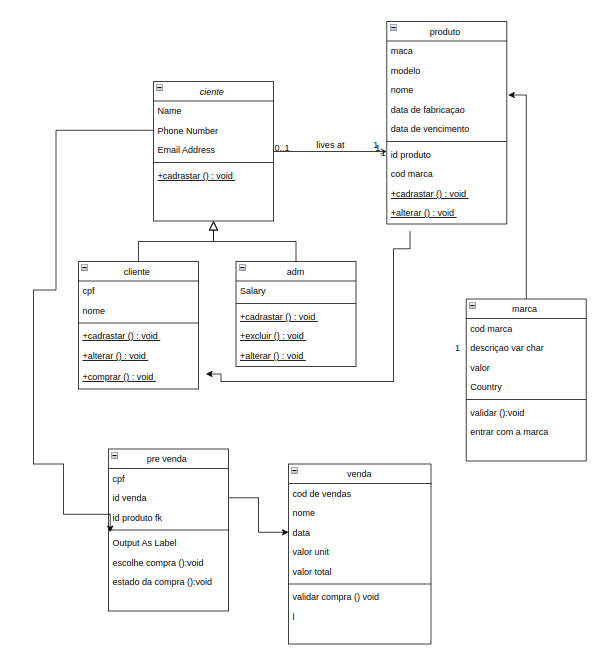 produto
maca
modelo
nome
data de fabricaçao
data de vencimento
id produto
cod marca
+cadrastar () : void
+alterar () : void
ciente
Name
Phone Number
Email Address
+cadrastar () : void
0..1
lives at
1
1
cliente
cpf
nome
+cadrastar () : void
+alterar () : void
+comprar () : void
adm
Salary
+cadrastar () : void
+excluir () : void
+alterar () : void
marca
cod marca
1
descriçao var char
valor
Country
validar ():void
entrar com a marca
pre venda
cpf
id venda
id produto fk
Output As Label
escolhe compra ():void
estado da compra ():void
venda
cod de vendas
nome
data
valor unit
valor total
validar compra () void
l